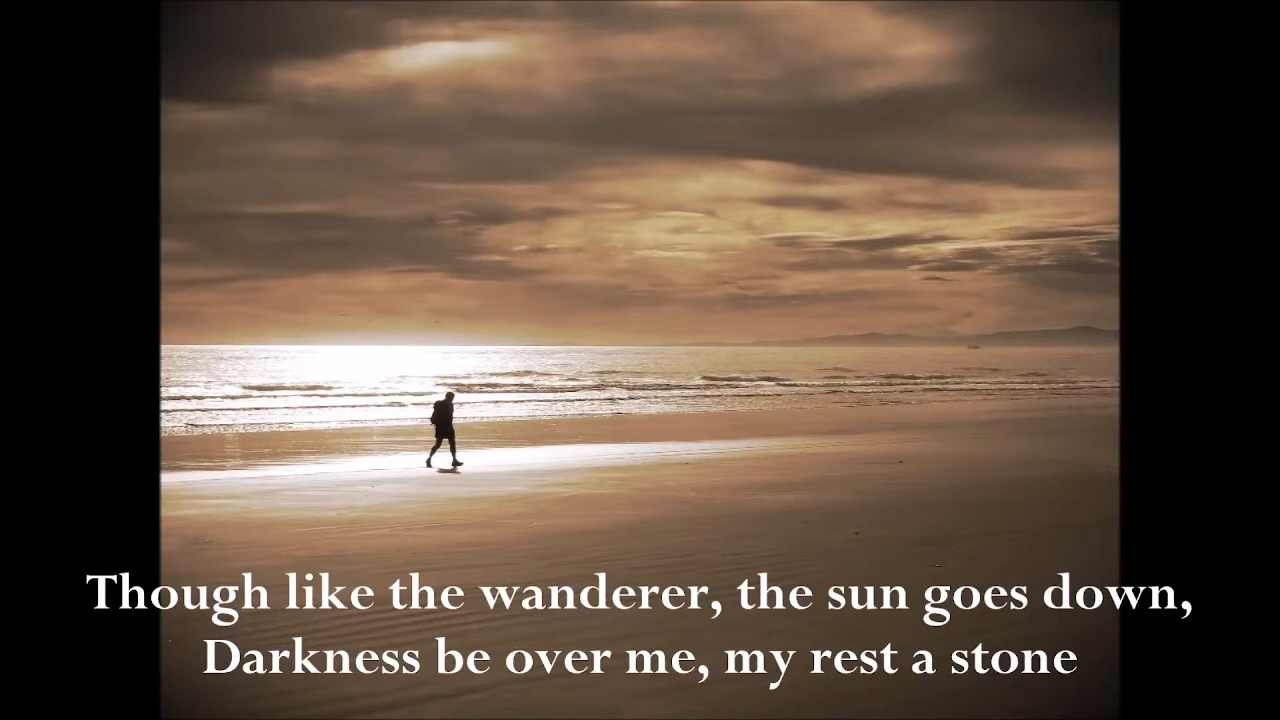 Though like the wanderer, the sun goes down,
Darkness be over me, my rest a stone